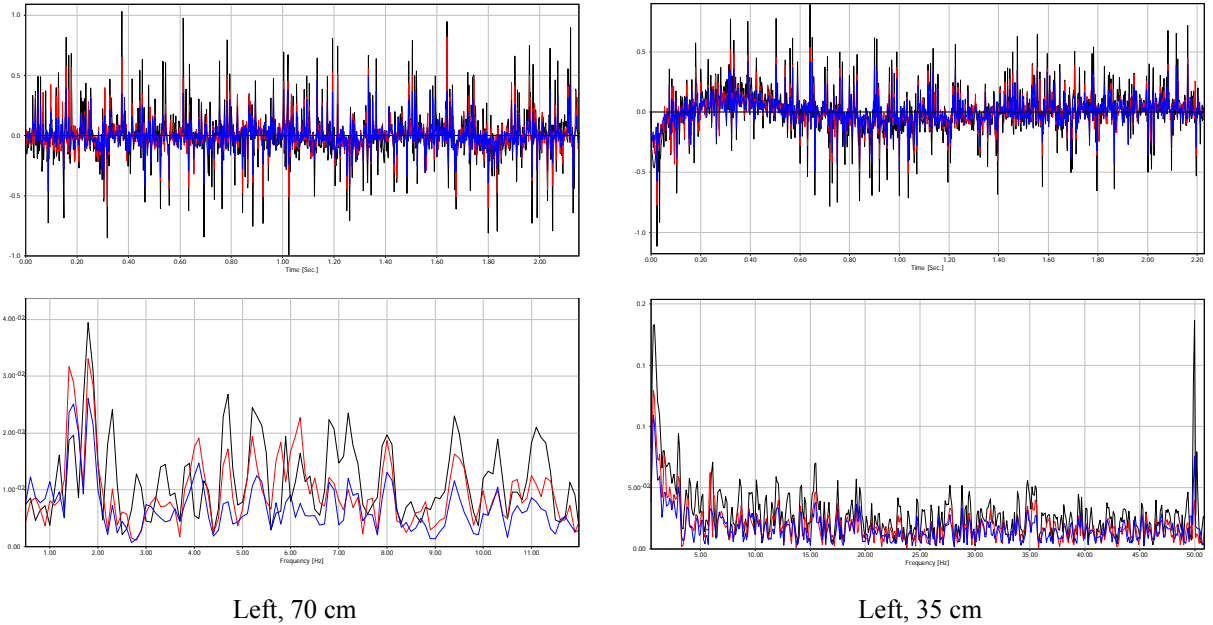 1.0
0.5
0.0
-0.5
-1.0
0.00 0.20 0.40 0.60 0.80 1.00 1.20 1.40 1.60 1.80 2.00
Time [Sec.]
0.5
0.0
-0.5
-1.0
0.00 0.20 0.40 0.60 0.80 1.00 1.20 1.40 1.60 1.80 2.00 2.20
Time [Sec.]
4.00-02
3.00-02
2.00-02
1.00-02
0.00
1.00 2.00 3.00 4.00 5.00 6.00 7.00 8.00 9.00 10.00 11.00
Frequency [Hz]
0.2
0.1
0.1
5.00-02
0.00
5.00 10.00 15.00 20.00 25.00 30.00 35.00 40.00 45.00 50.00
Frequency [Hz]
Left, 70 cm
Left, 35 cm